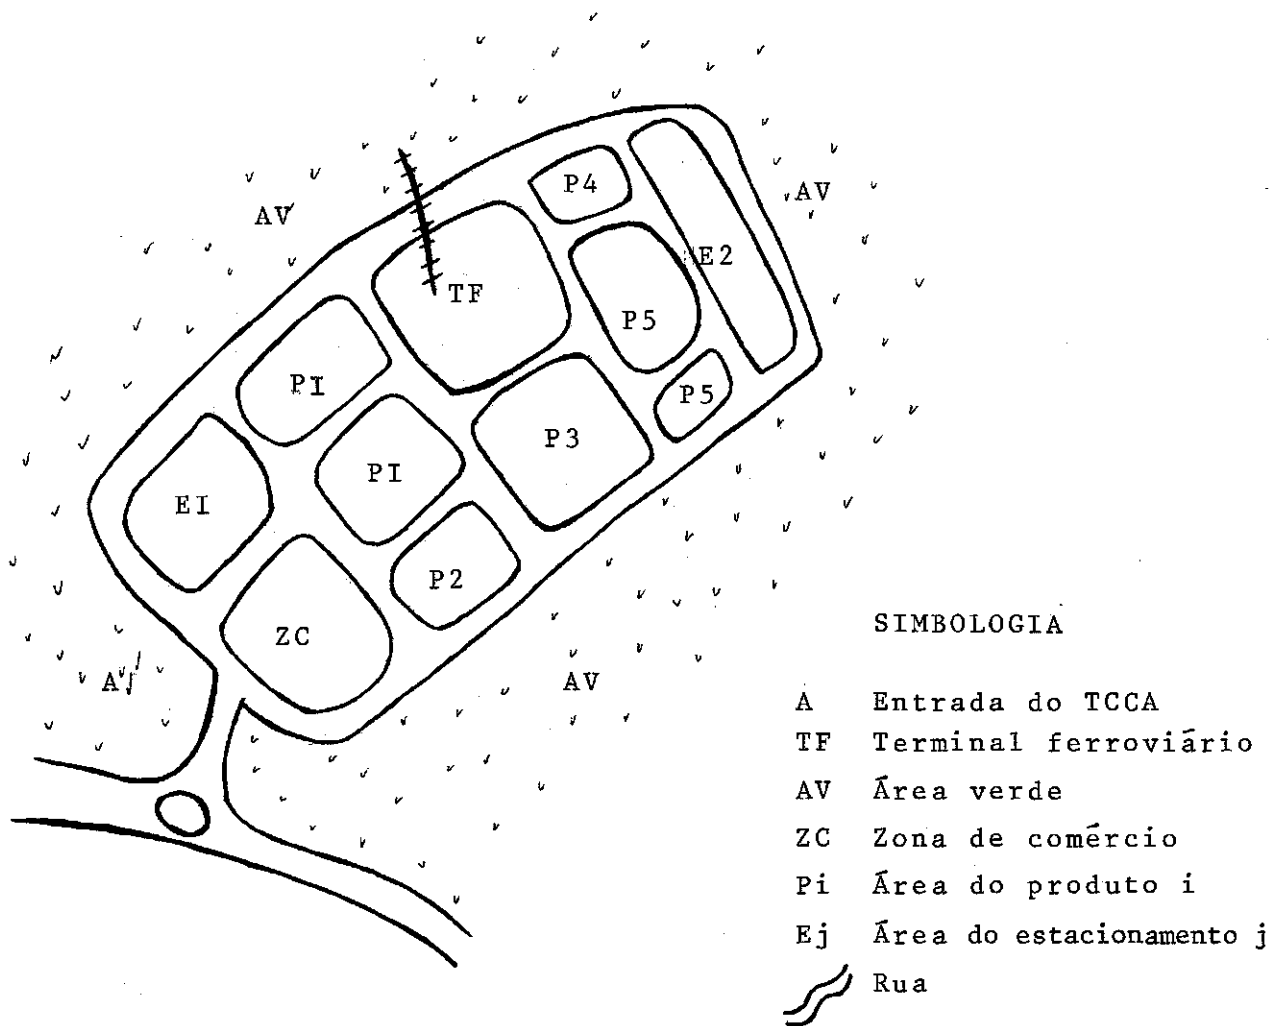 P4
AV
AV
E2
TF
P5
PI
P5
P3
PI
EI
P2
ZC
AV
SIMBOLOGIA
A Entrada do TCCA
TF Terminal ferroviário
AV Área verde
ZC Zona de comércio
Pi Área do produto i
Ej Área do estacionamento j
Rua